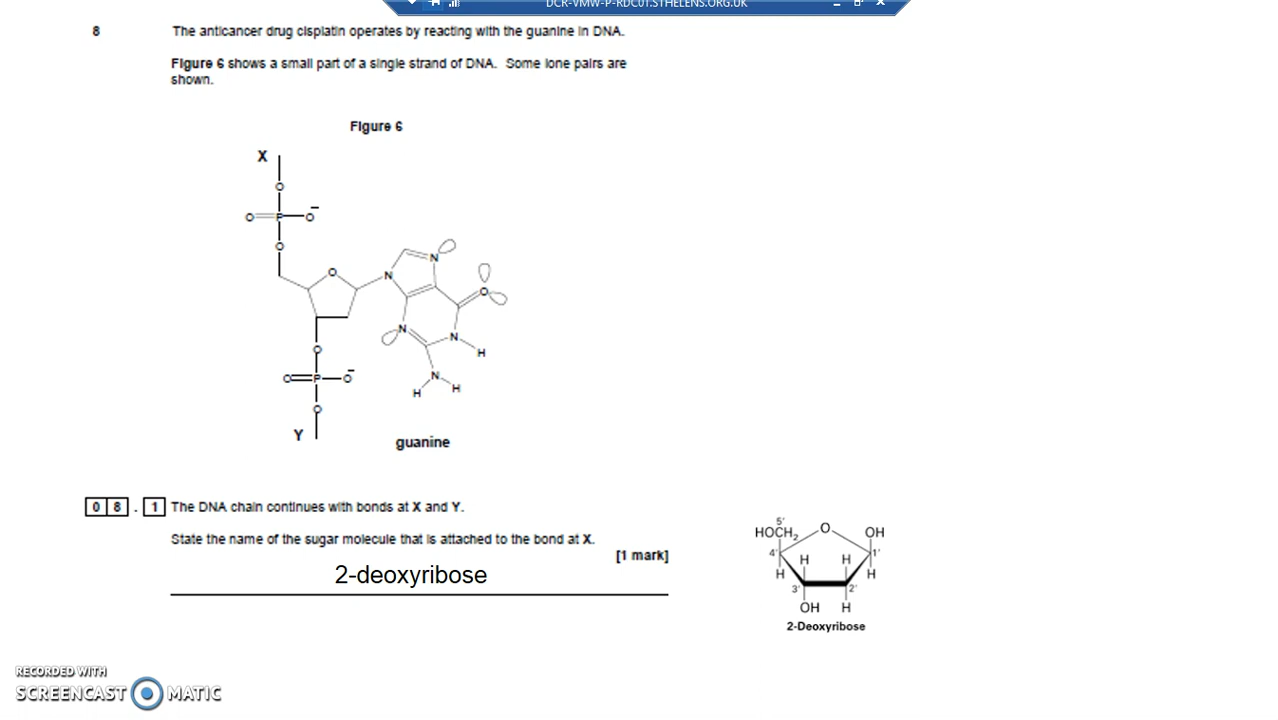 DCR-VMW-P-RDC01.STHELENS.ORG.UK
8 The anticancer drug cisplatin operates by reacting with the guanine in DNA.
Figure 6 shows a small part of a single strand of DNA. Some lone pairs are
shown.
Figure 6
X
O
O P O -
O
O N N
O
N N
O H
O P O - N
H H
O
Y
guanine
0 8 . 1 The DNA chain continues with bonds at X and Y.
State the name of the sugar molecule that is attached to the bond at X.
[1 mark]
2-deoxyribose
5'
HOCH2 O OH
4' H H 1'
H H
3' 2'
OH H
2-Deoxyribose
RECORDED WITH
SCREENCAST MATIC